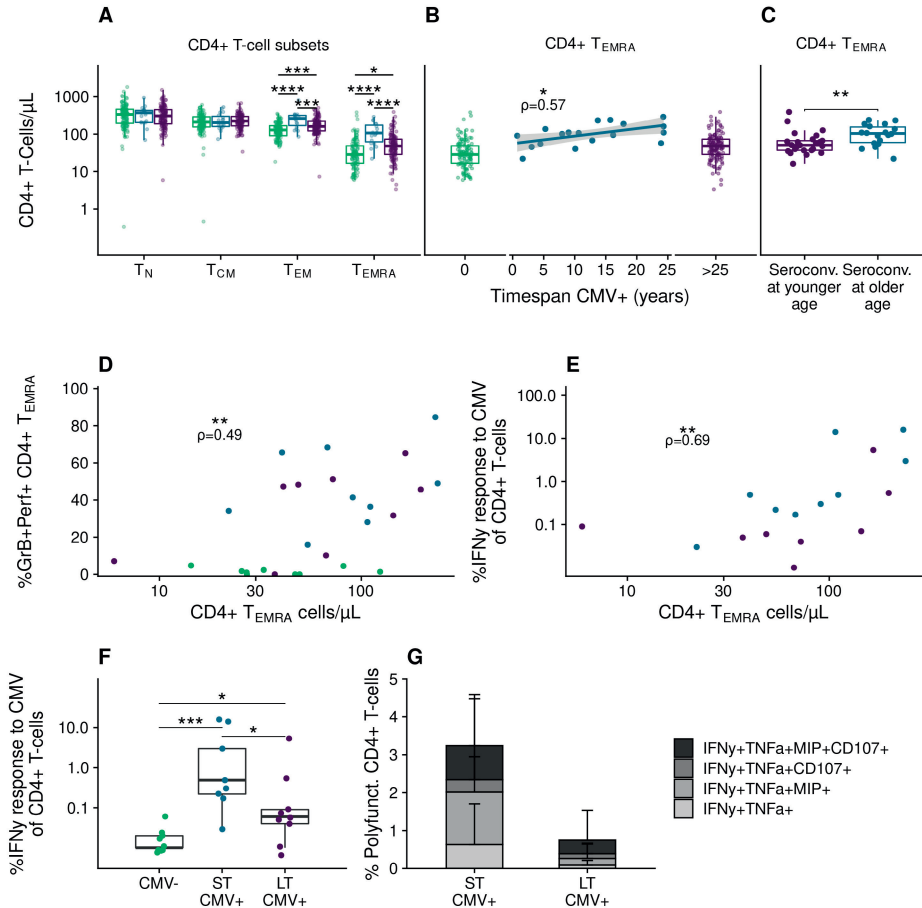 A
B
C
CD4+ T-cell subsets
CD4+ TEMRA
CD4+ TEMRA
CD4+ T-Cells/μL
1000
100
10
1
***
****
***
*
****
****
*
ρ=0.57
**
TN
TCM
TEM
TEMRA
0
0
5
10
15
20
25
>25
Timespan CMV+ (years)
Seroconv.
at younger
age
Seroconv.
at older
age
D
%GrB+Perf+ CD4+ TEMRA
100
80
60
40
20
0
**
ρ=0.49
10
30
100
CD4+ TEMRA cells/μL
E
%IFNy response to CMV
of CD4+ T-cells
100.0
10.0
1.0
0.1
**
ρ=0.69
10
30
100
CD4+ TEMRA cells/μL
F
%IFNy response to CMV
of CD4+ T-cells
10.0
1.0
0.1
*
***
*
CMV-
ST
CMV+
LT
CMV+
G
% Polyfunct. CD4+ T-cells
5
4
3
2
1
0
ST
CMV+
LT
CMV+
IFNy+TNFa+MIP+CD107+
IFNy+TNFa+CD107+
IFNy+TNFa+MIP+
IFNy+TNFa+